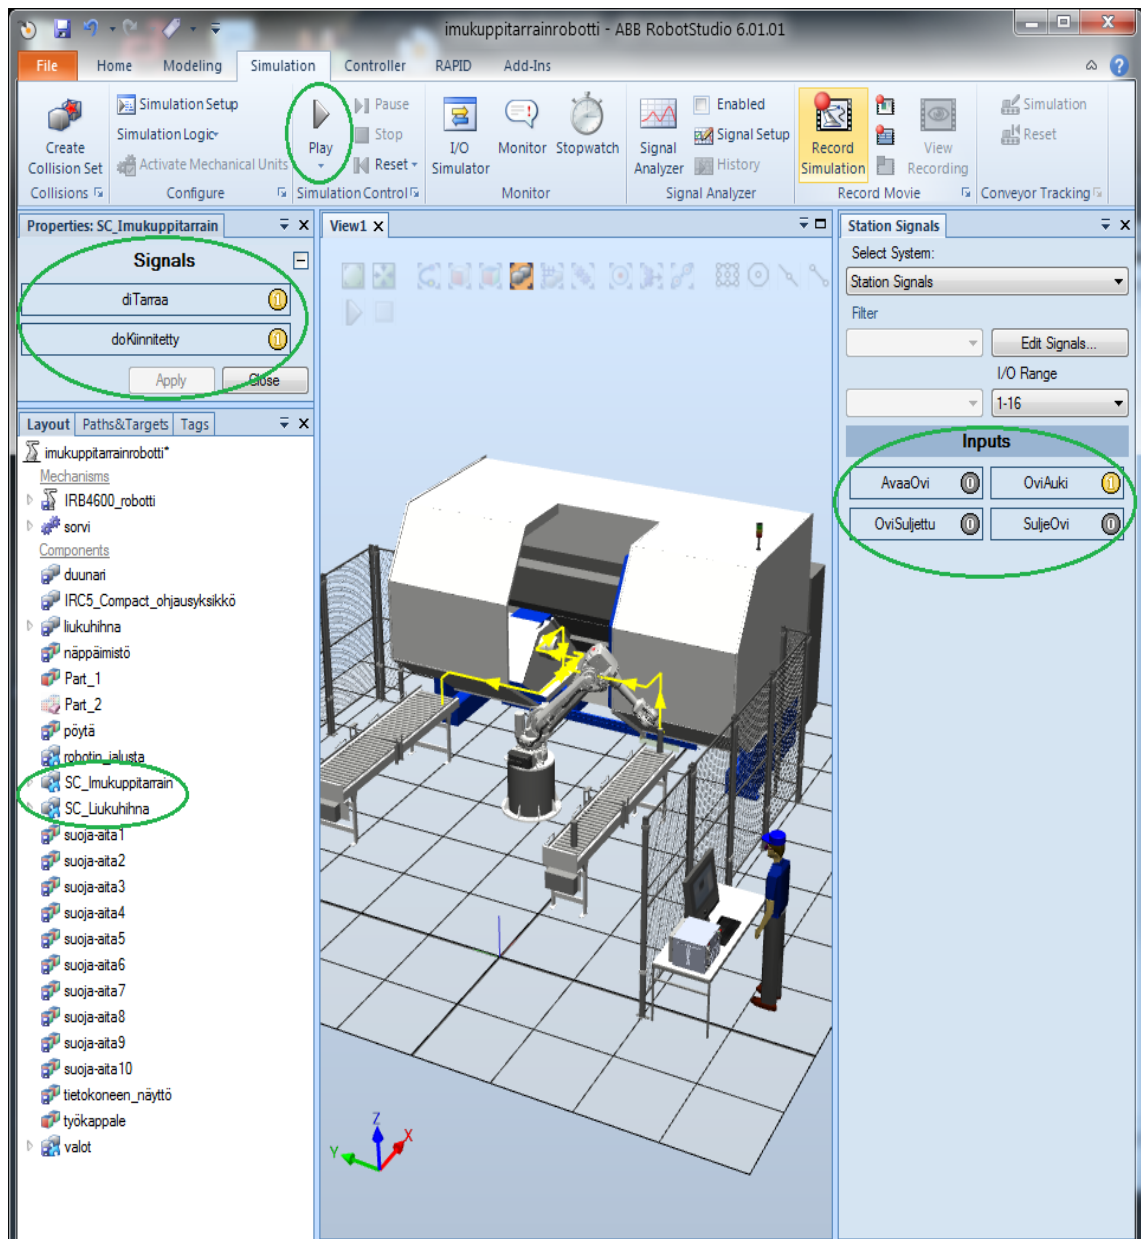 imukuppitarrainrobotti - ABB RobotStudio 6.01.01
File Home Modeling Simulation Controller RAPID Add-Ins
Create Collision Set
Collisions
Simulation Setup
Simulation Logic
Activate Mechanical Units
Configure
Play
Pause
Stop
Reset
Simulation Control
I/O Simulator
Monitor
Stopwatch
Monitor
Signal Analyzer
Enabled
Signal Setup
History
Signal Analyzer
Record Simulation
View Recording
Record Movie
Simulation
Reset
Conveyor Tracking
Properties: SC_Imukuppitarrain
Signals
diTarraa 1
doKiinnitetty 1
Apply Close
Layout Paths&Targets Tags
imukuppitarrainrobotti*
Mechanisms
IRB4600_robotti
sorvi
Components
duunari
IRC5_Compact_ohjausyksikkö
liukuhihna
näppäimistö
Part_1
Part_2
pöytä
robotin_jalusta
SC_Imukuppitarrain
SC_Liukuhihna
suoja-aita1
suoja-aita2
suoja-aita3
suoja-aita4
suoja-aita5
suoja-aita6
suoja-aita7
suoja-aita8
suoja-aita9
suoja-aita10
tietokoneen_näyttö
työkappale
valot
View1
Z
Y X
Station Signals
Select System:
Station Signals
Filter
Edit Signals...
I/O Range
1-16
Inputs
AvaaOvi 0 OviAuki 1
OviSuljettu 0 SuljeOvi 0